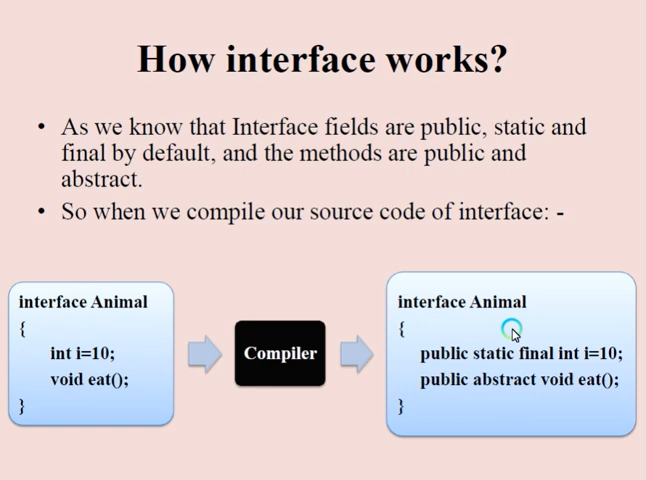 How interface works?
• As we know that Interface fields are public, static and
final by default, and the methods are public and
abstract.
• So when we compile our source code of interface: -
interface Animal
{
int i=10;
void eat();
}
Compiler
interface Animal
{
public static final int i=10;
public abstract void eat();
}